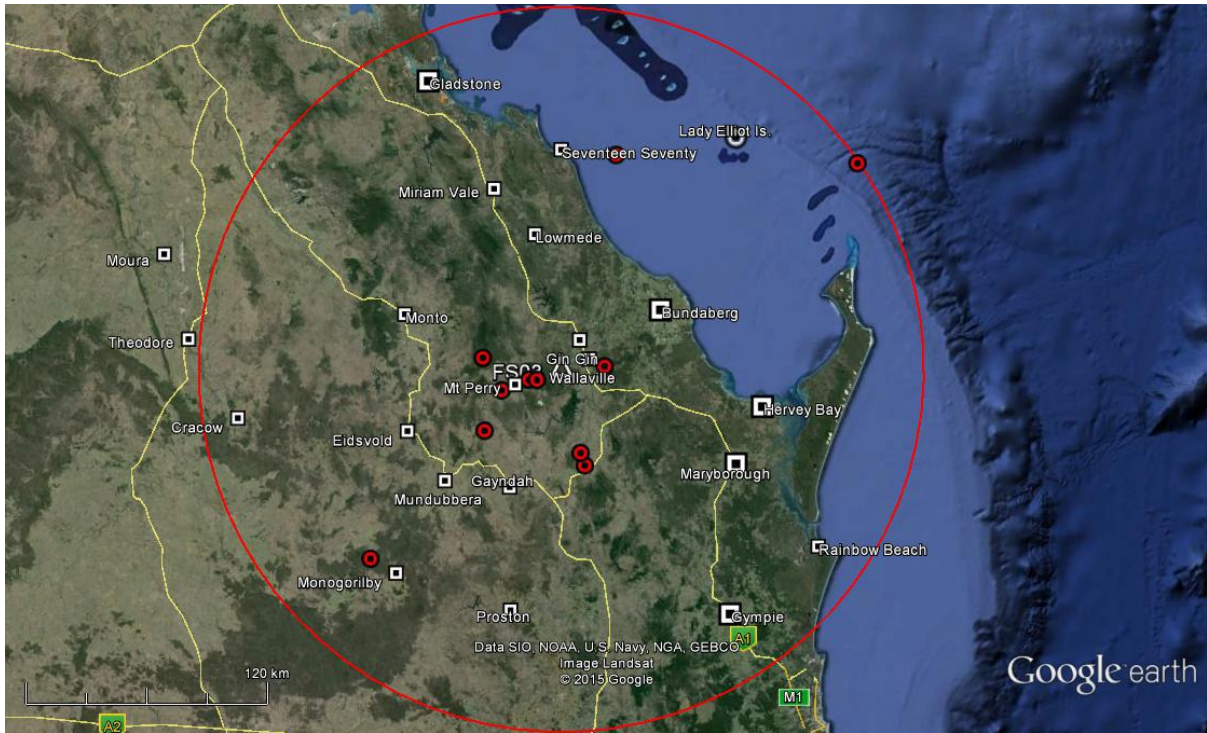 Gladstone
Lady Elliot Is.
Seventeen Seventy
Miriam Vale
Lowmede
Moura
Bundaberg
Monto
Theodore
Gin Gin
Wallaville
Mt Perry
Hervey Bay
Cracow
Eidsvold
Maryborough
Gayndah
Mundubbera
Rainbow Beach
Monogorilby
Proston
Gympie
A1
Data SIO, NOAA, U.S. Navy, NGA, GEBCO
Image Landsat
© 2015 Google
120 km
Google earth
M1
A2